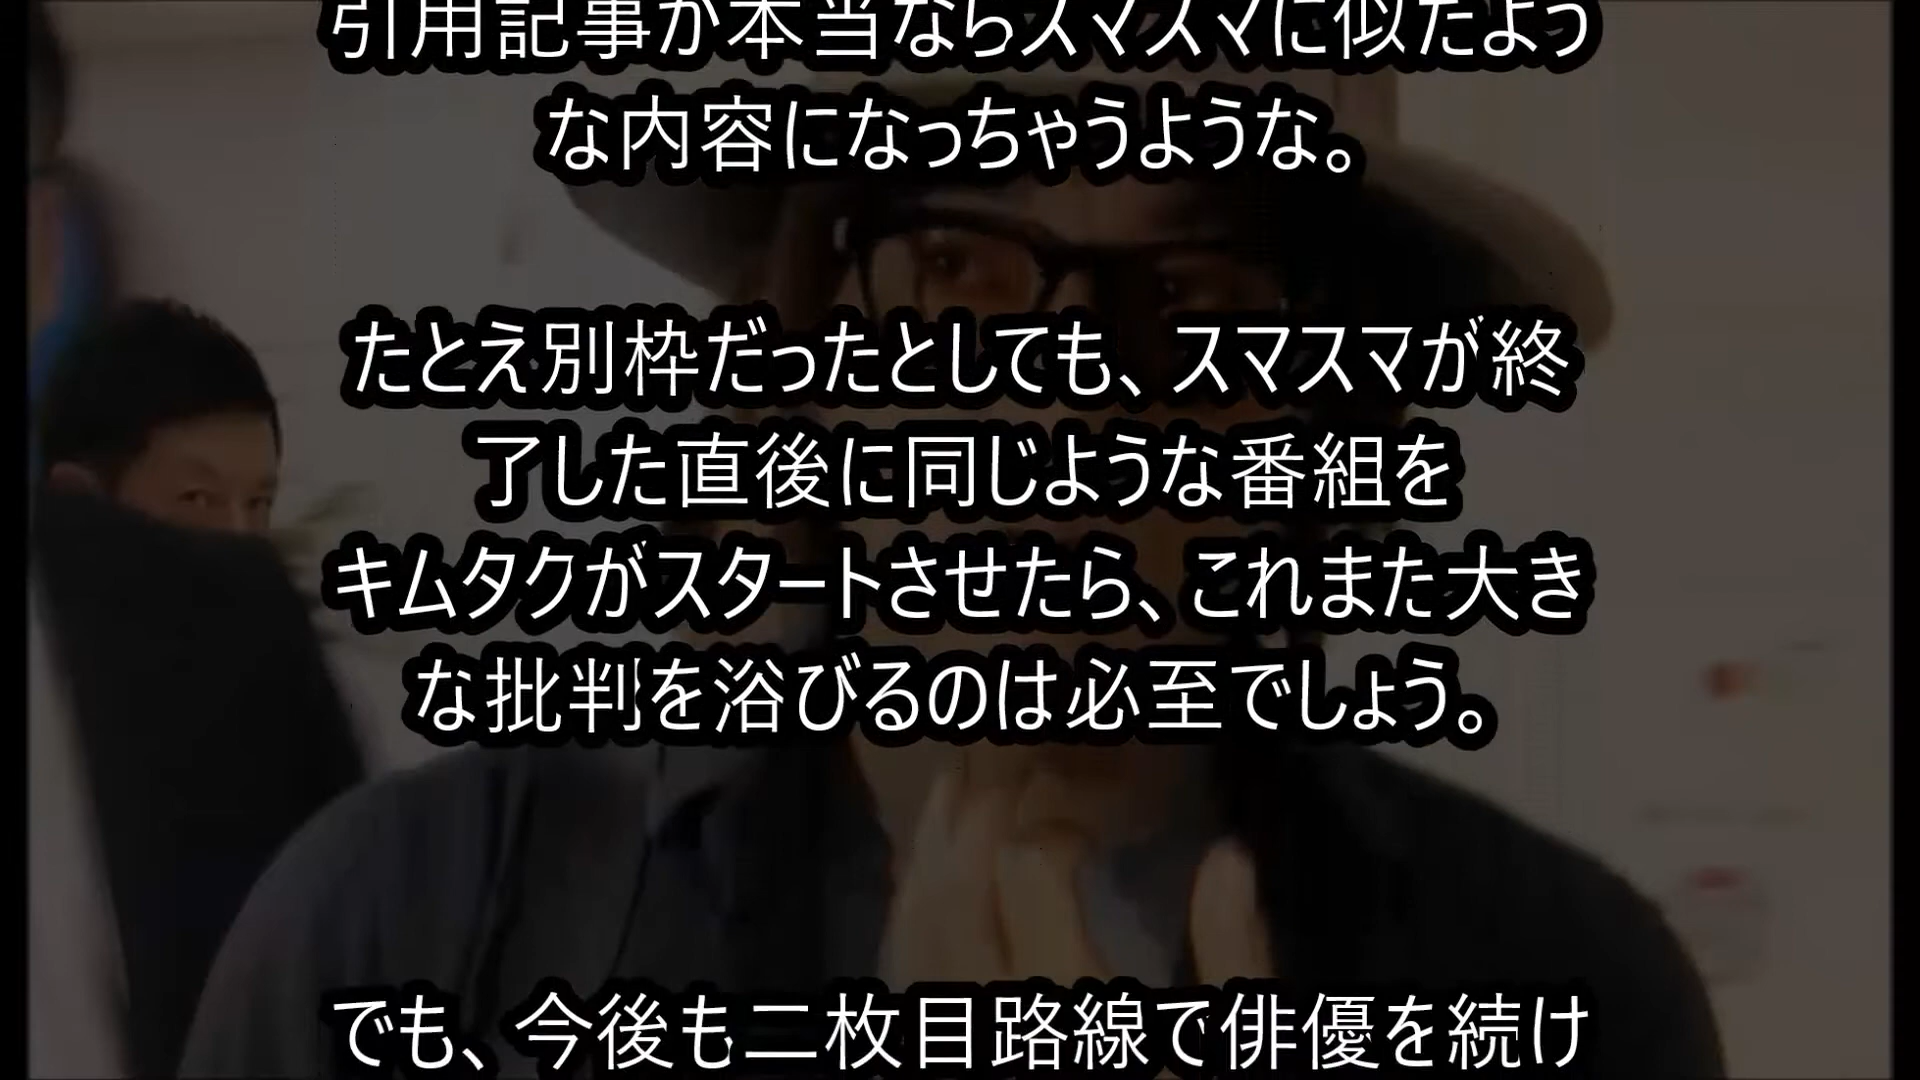 引用記事が本当ならスマスマに似たよう
な内容になっちゃうような。
たとえ別枠だったとしても、スマスマが終
了した直後に同じような番組を
キムタクがスタートさせたら、これまた大き
な批判を浴びるのは必至でしょう。
でも、今後も二枚目路線で俳優を続け